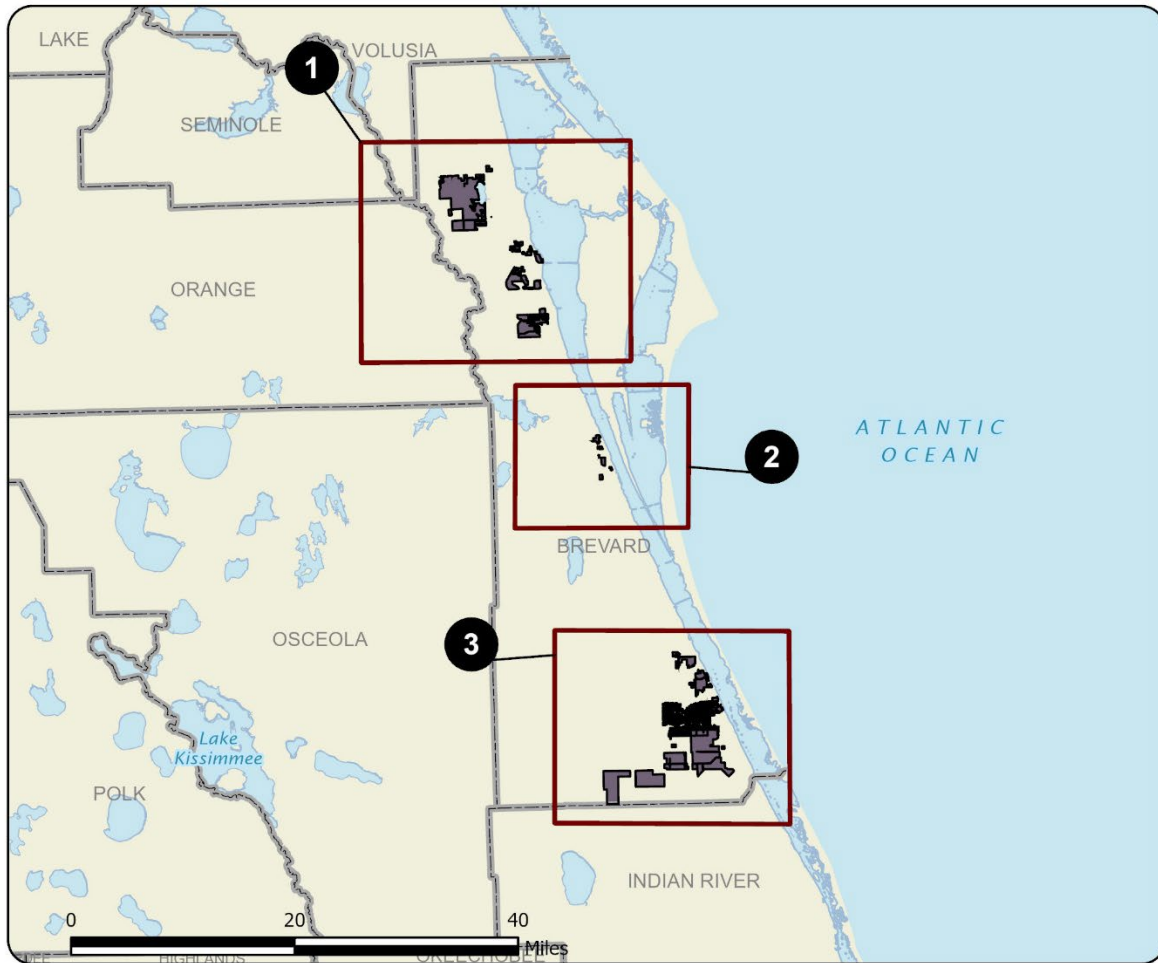 LAKE
VOLUSIA
1
SEMINOLE
ORANGE
ATLANTIC
OCEAN
2
BREVARD
OSCEOLA
3
Lake
Kissimmee
POLK
INDIAN RIVER
0 20 40
Miles
HIGHLANDS
OKEECHOBEE